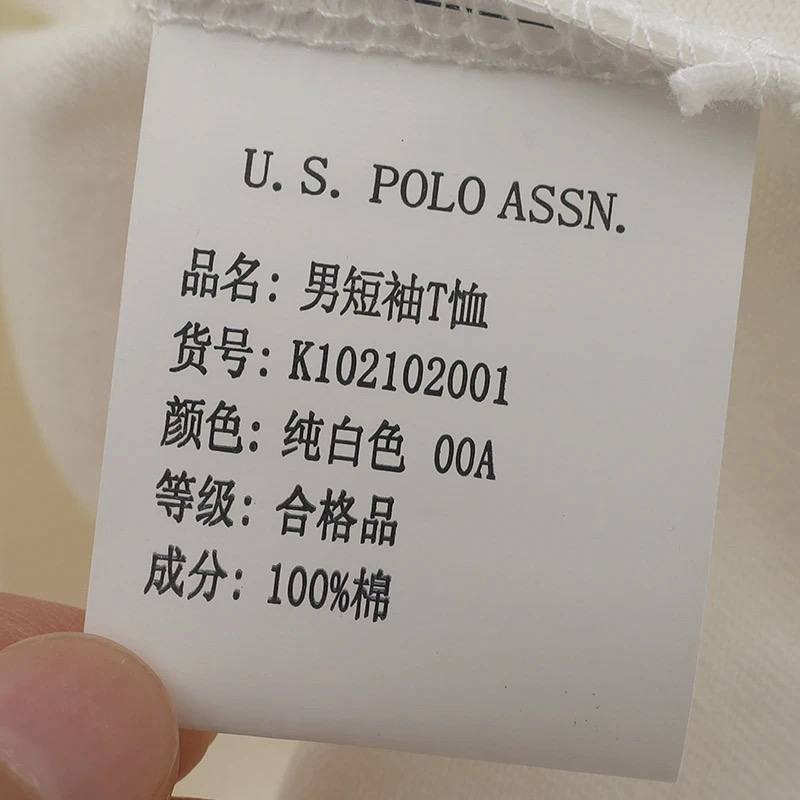 U.S. POLO ASSN.
品名：男短袖T恤
货号：K102102001
颜色：纯白色 00A
等级：合格品
成分：100%棉